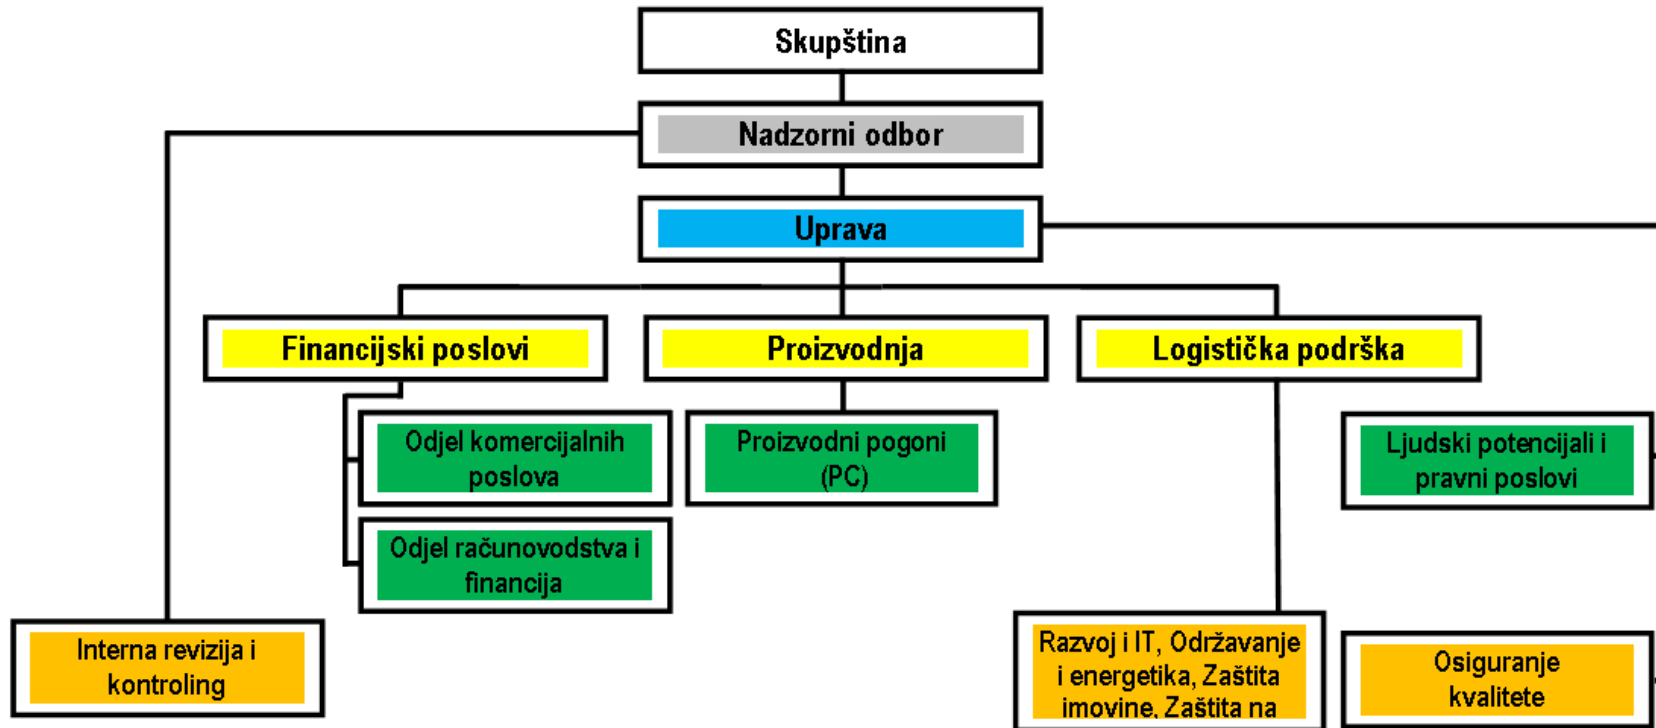 Skupština
Nadzorni odbor
Uprava
Financijski poslovi
Proizvodnja
Logistička podrška
Odjel komercijalnih
poslova
Proizvodni pogoni
(PC)
Ljudski potencijali i
pravni poslovi
Odjel računovodstva i
financija
Interna revizija i
kontroling
Razvoj i IT, Održavanje
i energetika, Zaštita
imovine, Zaštita na
Osiguranje
kvalitete